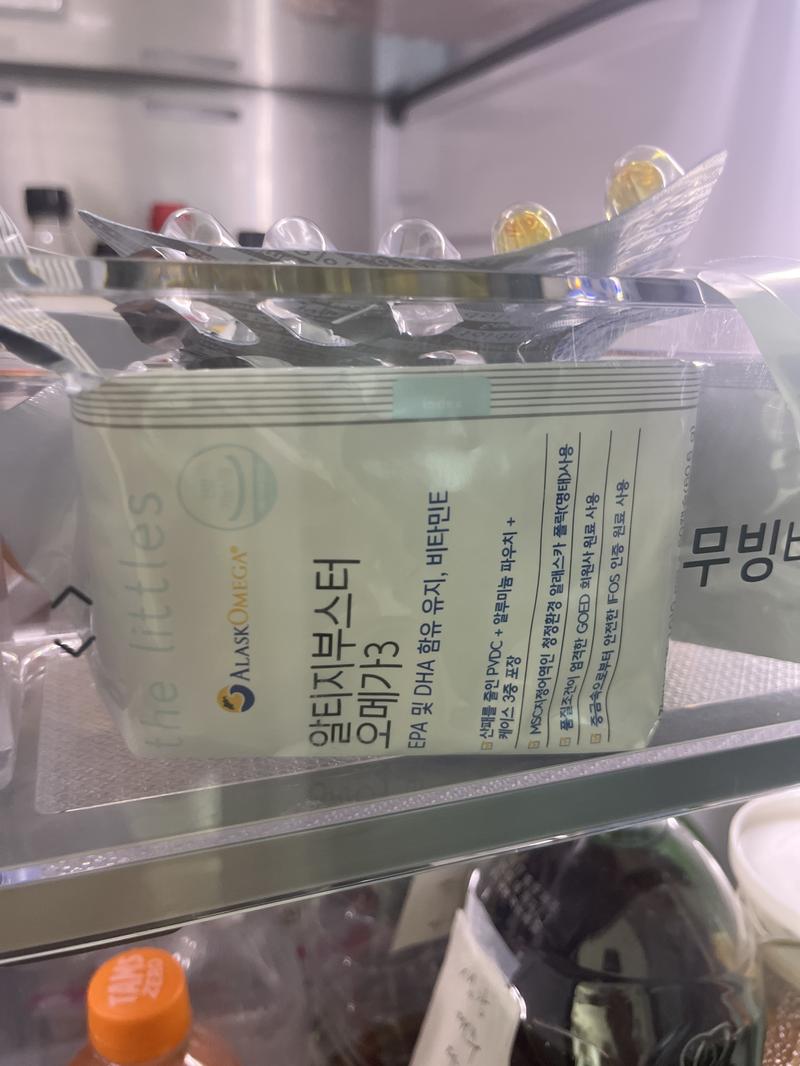 the littles
ALASKOMEGA®
알티지부스터
오메가3
EPA 및 DHA 함유 유지, 비타민E
산패를 줄인 PVDC + 알루미늄 파우치 +
케이스 3중 포장
MSC지정어역인 청정환경 알래스카 폴락(명태)사용
품질조건이 엄격한 GOED 회원사 원료 사용
중금속으로부터 안전한 IFOS 인증 원료 사용
무빙
TAMS
ZERO